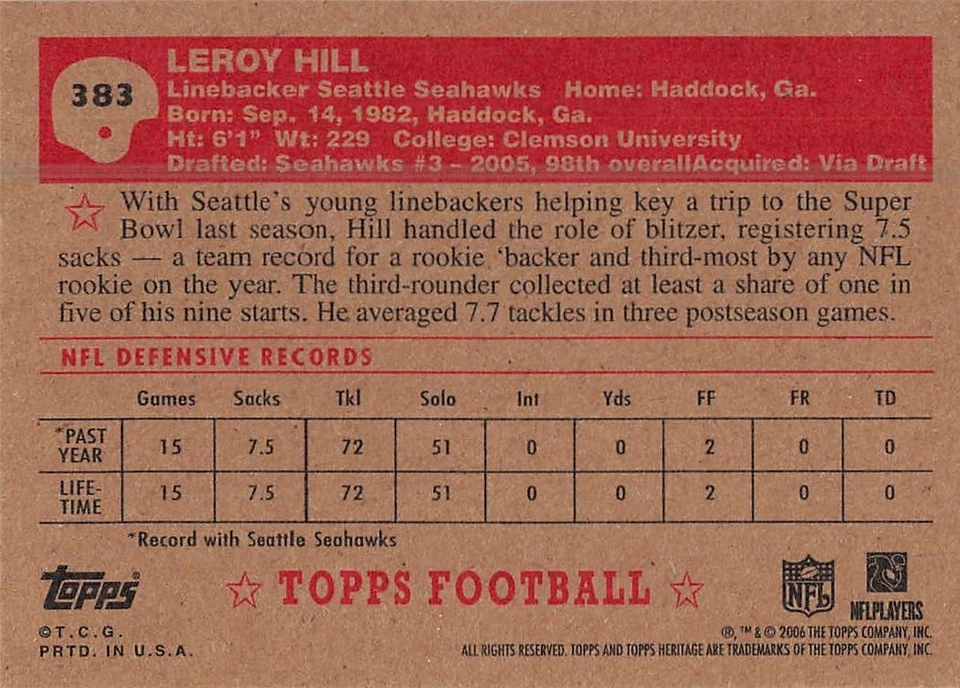 383
LEROY HILL
Linebacker Seattle Seahawks Home: Haddock, Ga.
Born: Sep. 14, 1982, Haddock, Ga.
Ht: 6'1" Wt: 229 College: Clemson University
Drafted: Seahawks #3 – 2005, 98th overallAcquired: Via Draft
With Seattle's young linebackers helping key a trip to the Super
Bowl last season, Hill handled the role of blitzer, registering 7.5
sacks — a team record for a rookie 'backer and third-most by any NFL
rookie on the year. The third-rounder collected at least a share of one in
five of his nine starts. He averaged 7.7 tackles in three postseason games.
NFL DEFENSIVE RECORDS
Games Sacks Tkl Solo Int Yds FF FR TD
*PAST YEAR 15 7.5 72 51 0 0 2 0 0
LIFE-TIME 15 7.5 72 51 0 0 2 0 0
*Record with Seattle Seahawks
Topps TOPPS FOOTBALL NFL NFLPLAYERS
©T.C.G.
PRTD. IN U.S.A.
®, ™ & © 2006 THE TOPPS COMPANY, INC.
ALL RIGHTS RESERVED. TOPPS AND TOPPS HERITAGE ARE TRADEMARKS OF THE TOPPS COMPANY, INC.